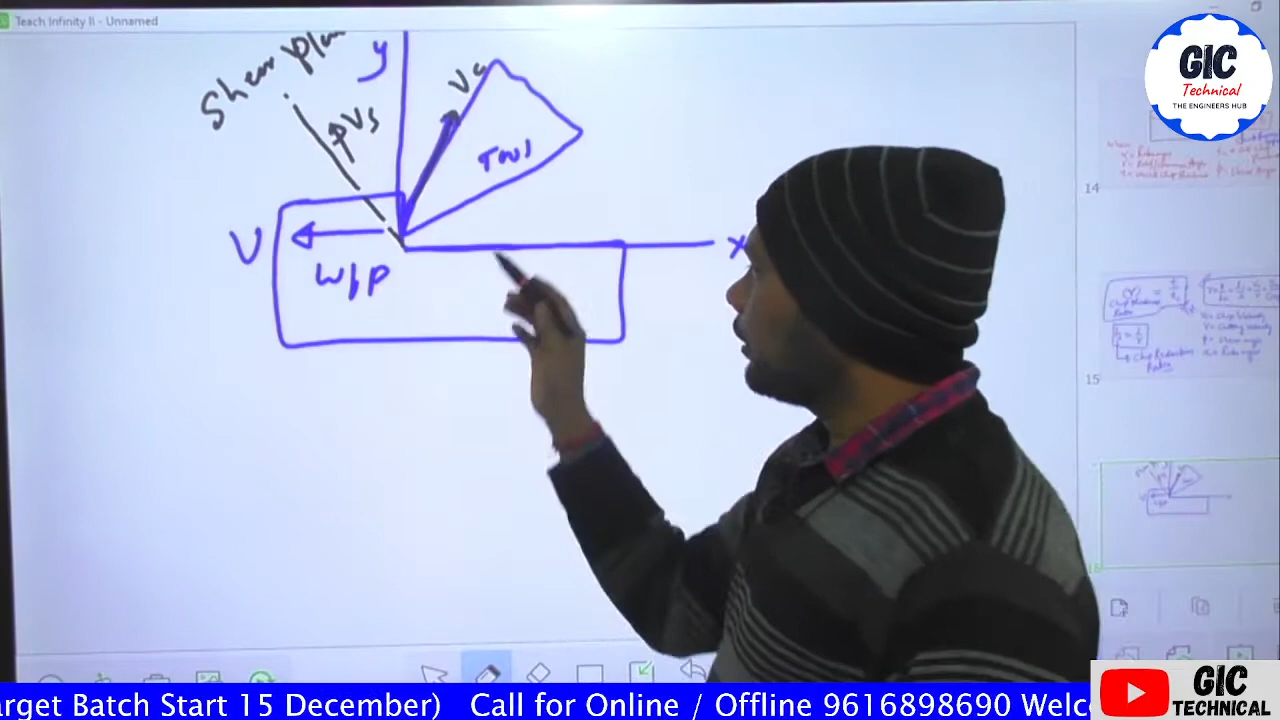 Teach Infinity II - Unnamed
GIC
Technical
THE ENGINEERS HUB
Shear plan
y
Vs
Vc
Tool
V
W/P
x
14
15
arget Batch Start 15 December) Call for Online / Offline 9616898690 Welc
GIC
TECHNICAL